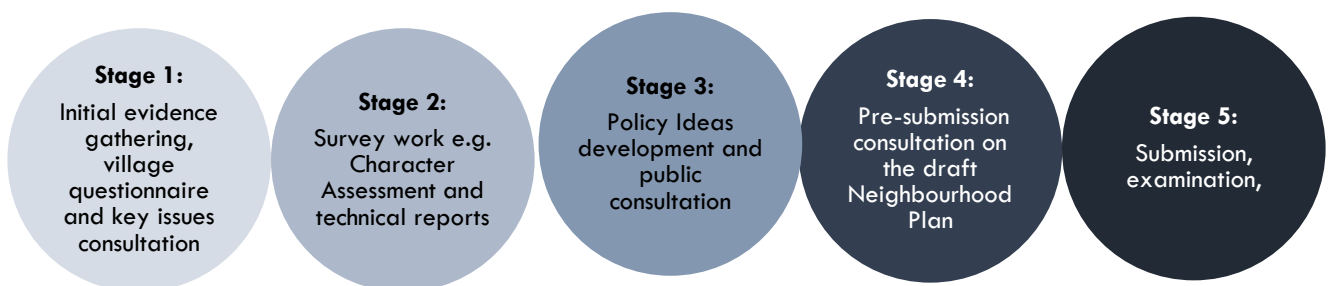 Stage 1:
Initial evidence
gathering,
village
questionnaire
and key issues
consultation
Stage 2:
Survey work e.g.
Character
Assessment and
technical reports
Stage 3:
Policy Ideas
development and
public
consultation
Stage 4:
Pre-submission
consultation on
the draft
Neighbourhood
Plan
Stage 5:
Submission,
examination,